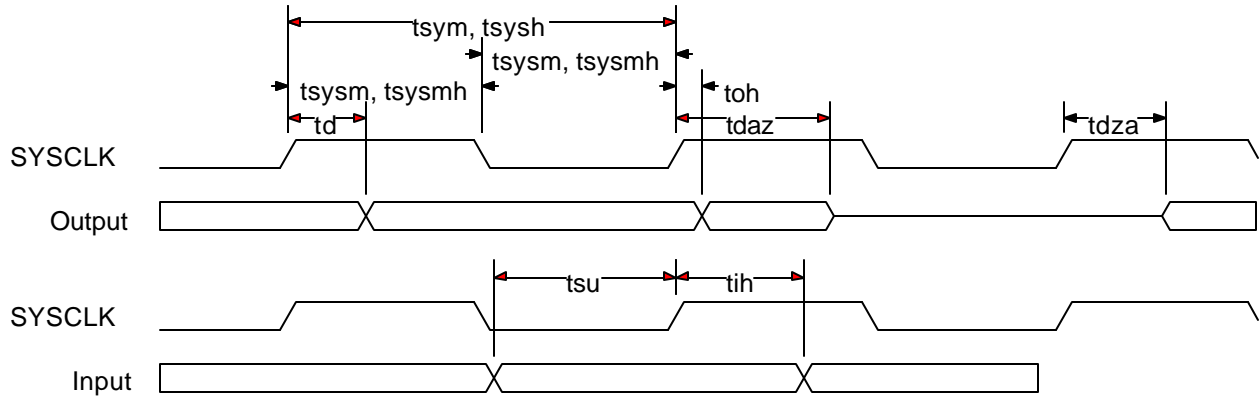 tsym, tsysh
tsysm, tsysmh
tsysm, tsysmh
toh
td
tdaz
tdza
SYSCLK
Output
tsu
tih
SYSCLK
Input